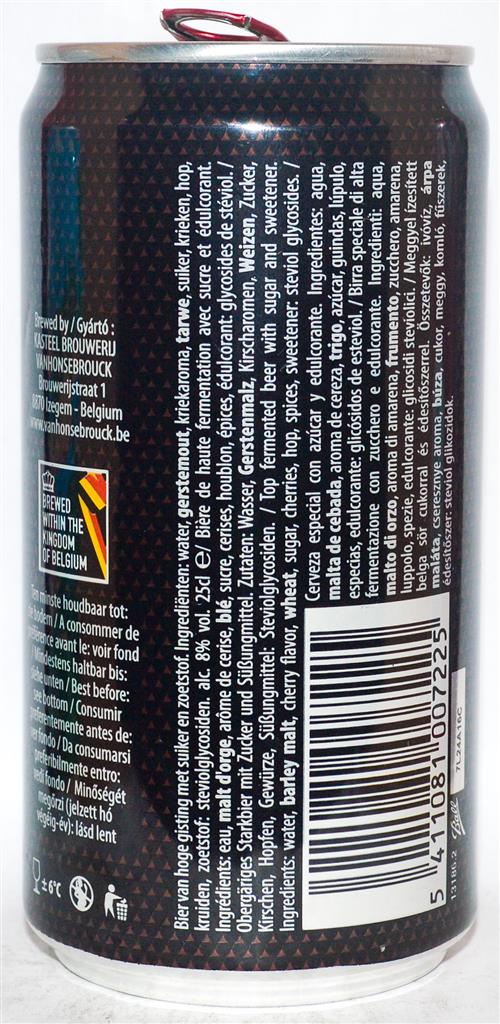 Brewed by / Gyártó :
KASTEEL BROUWERIJ
VANHONSEBROUCK
Brouwerijstraat 1
8870 Izegem - Belgium
www.vanhonsebrouck.be
BREWED
WITHIN THE
KINGDOM
OF BELGIUM
Ten minste houdbaar tot:
bodem / A consommer de
préférence avant le: voir fond
/ Mindestens haltbar bis:
siehe unten / Best before:
see bottom / Consumir
preferentemente antes de:
ver fondo / Da consumarsi
preferibilmente entro:
vedi fondo / Minőségét
megőrzi (jelzett hó
végéig-év): lásd lent
± 6°C
Bier van hoge gisting met suiker en zoetstof. Ingrediënten: water, gerstemout, kriekaroma, tarwe, suiker, krieken, hop,
kruiden, zoetstof: steviolglycosiden. alc. 8% vol. 25cl e / Bière de haute fermentation avec sucre et édulcorant.
Ingrédients: eau, malt d'orge, arôme de cerise, blé, sucre, cerises, houblon, épices, édulcorant: glycosides de stéviol. /
Obergäriges Starkbier mit Zucker und Süßungmittel. Zutaten: Wasser, Gerstenmalz, Kirscharomen, Weizen, Zucker,
Kirschen, Hopfen, Gewürze, Süßungmittel: Steviolglycosiden. / Top fermented beer with sugar and sweetener.
Ingredients: water, barley malt, cherry flavor, wheat, sugar, cherries, hop, spices, sweetener: steviol glycosides. /
Cerveza especial con azúcar y edulcorante. Ingredientes: agua,
malta de cebada, aroma de cereza, trigo, azúcar, guindas, lúpulo,
especias, edulcorante: glicósidos de esteviol. / Birra speciale di alta
fermentazione con zucchero e edulcorante. Ingredienti: aqua,
malto di orzo, aroma di amarena, frumento, zucchero, amarena,
luppolo, spezie, edulcorante: glicosidi steviolici. / Meggyel ízesített
belga sör cukorral és édesítőszerrel. Összetevők: ivóvíz, árpa
maláta, cseresznye aroma, búza, cukor, meggy, komló, fűszerek,
édesítőszer: steviol glikozidok.
5 411081 007225
13186.2 Ball 7L24A16C